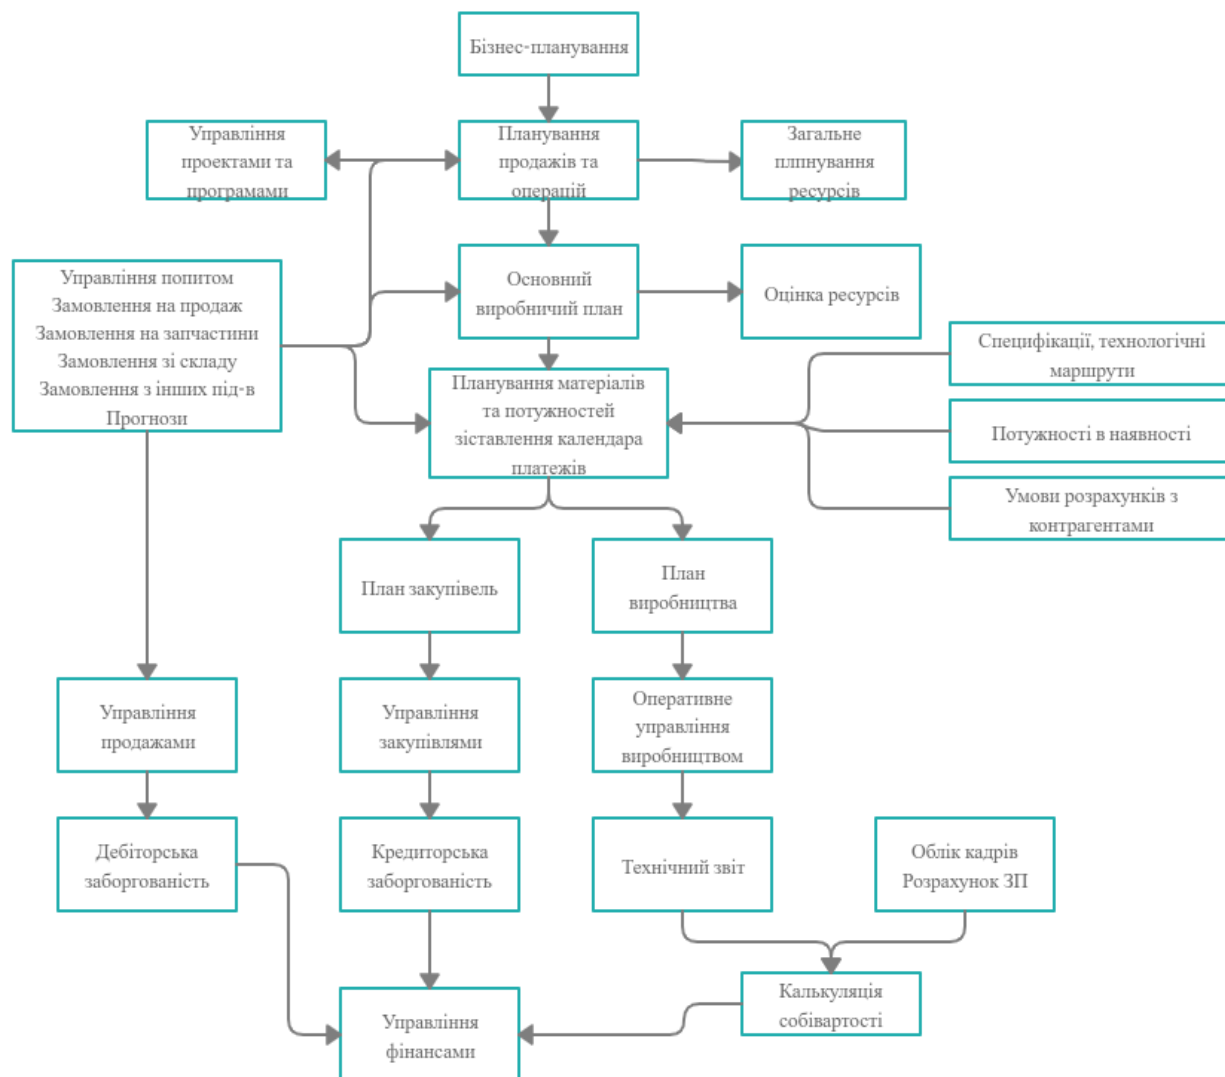 Бізнес-планування
Управління
проектами та
програмами
Планування
продажів та
операцій
Загальне
плпнування
ресурсів
Управління попитом
Замовлення на продаж
Замовлення на запчастини
Замовлення зі складу
Замовлення з інших під-в
Прогнози
Основний
виробничий план
Оцінка ресурсів
Планування матеріалів
та потужностей
зіставлення календара
платежів
Специфікації, технологічні
маршрути
Потужності в наявності
Умови розрахунків з
контрагентами
План закупівель
План
виробництва
Управління
продажами
Управління
закупівлями
Оперативне
управління
виробництвом
Дебіторська
заборгованість
Кредиторська
заборгованість
Технічний звіт
Облік кадрів
Розрахунок ЗП
Управління
фінансами
Калькуляція
собівартості